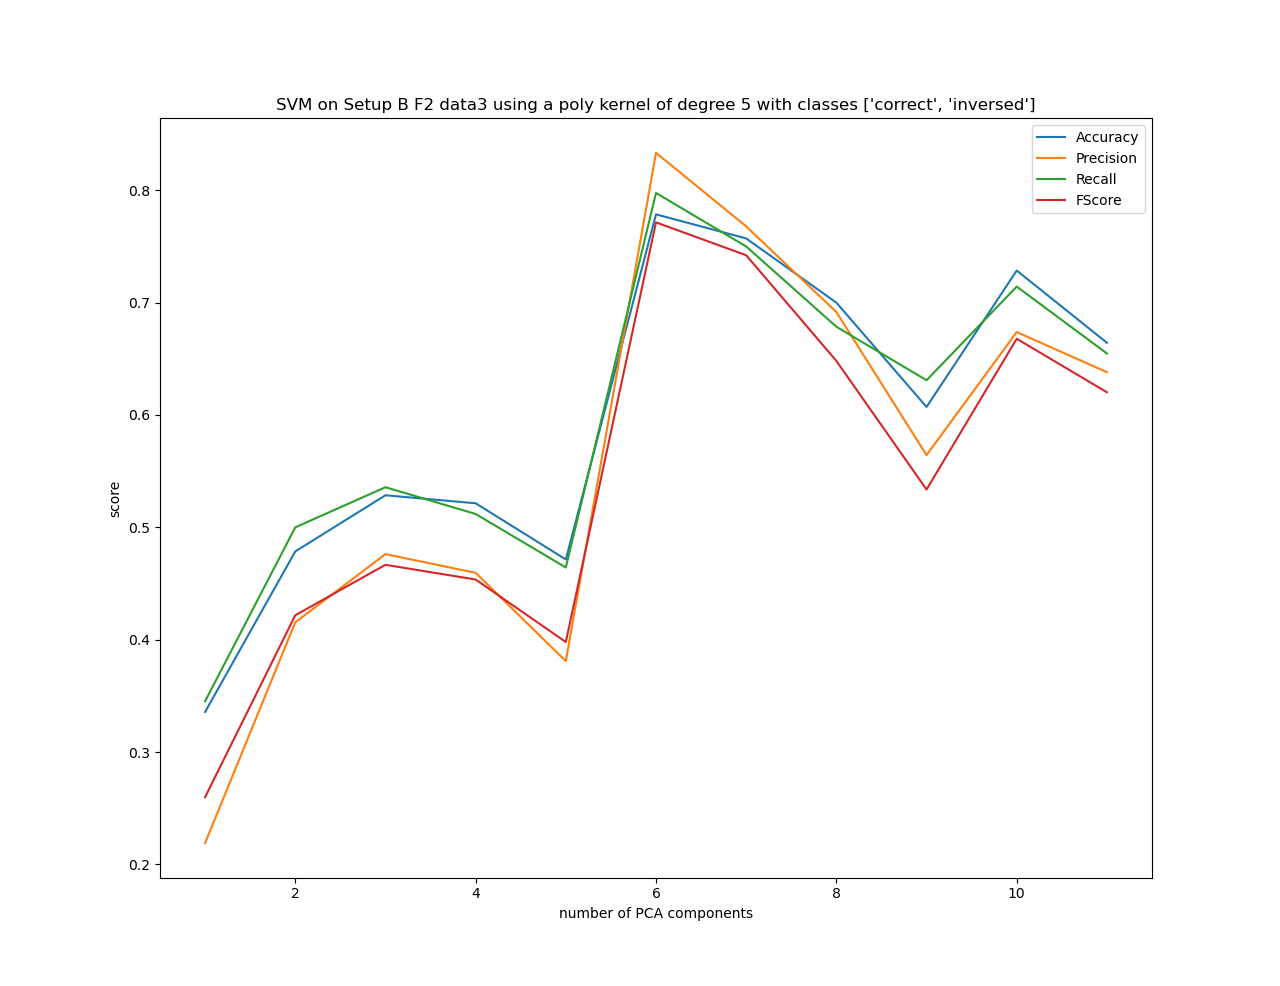 SVM on Setup B F2 data3 using a poly kernel of degree 5 with classes ['correct', 'inversed']
Accuracy
Precision
Recall
FScore
0.8
0.7
0.6
0.5
0.4
0.3
0.2
score
2 4 6 8 10
number of PCA components